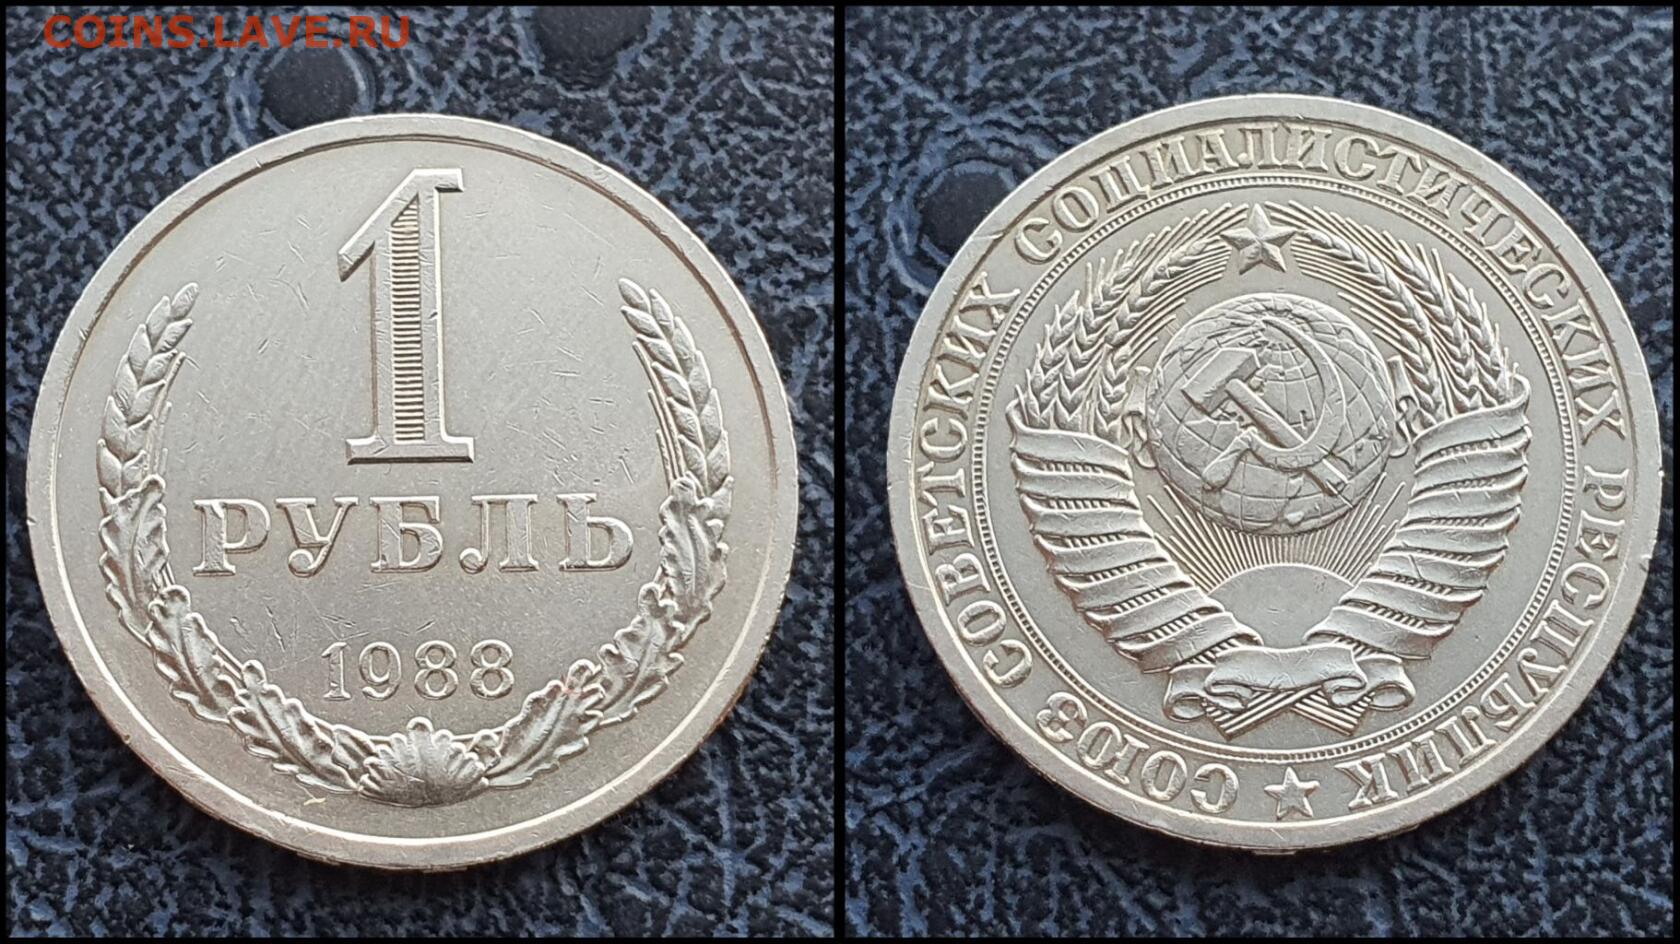 COINS.LAVE.RU
1
РУБЛЬ
1988
СОЮЗ СОВЕТСКИХ СОЦИАЛИСТИЧЕСКИХ РЕСПУБЛИК